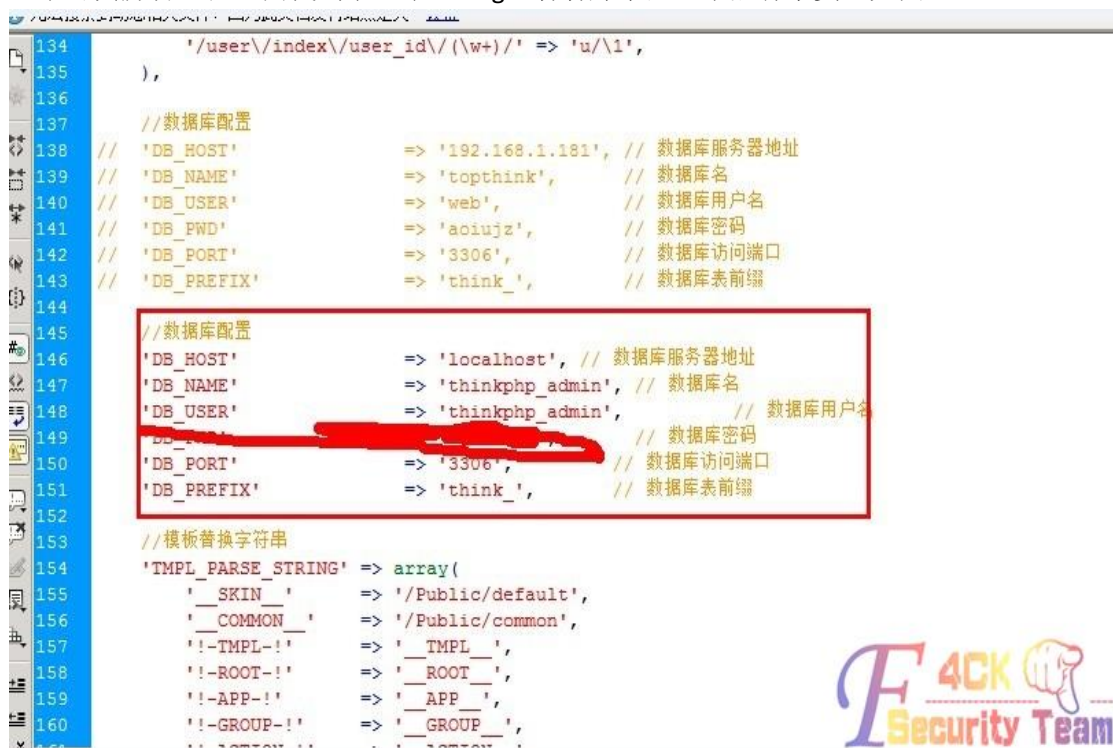 134 '/user\/index\/user_id\/(\w+)/' => 'u/\1',
135 ),
136
137 //数据库配置
138 // 'DB_HOST' => '192.168.1.181', // 数据库服务器地址
139 // 'DB_NAME' => 'topthink', // 数据库名
140 // 'DB_USER' => 'web', // 数据库用户名
141 // 'DB_PWD' => 'aoiujz', // 数据库密码
142 // 'DB_PORT' => '3306', // 数据库访问端口
143 // 'DB_PREFIX' => 'think_', // 数据库表前缀
144
145 //数据库配置
146 'DB_HOST' => 'localhost', // 数据库服务器地址
147 'DB_NAME' => 'thinkphp_admin', // 数据库名
148 'DB_USER' => 'thinkphp_admin', // 数据库用户名
149 // 数据库密码
150 'DB_PORT' => '3306', // 数据库访问端口
151 'DB_PREFIX' => 'think_', // 数据库表前缀
152
153 //模板替换字符串
154 'TMPL_PARSE_STRING' => array(
155 '__SKIN__' => '/Public/default',
156 '__COMMON__' => '/Public/common',
157 '!-TMPL-!' => '__TMPL__',
158 '!-ROOT-!' => '__ROOT__',
159 '!-APP-!' => '__APP__',
160 '!-GROUP-!' => '__GROUP__',
F4CK
Security Team